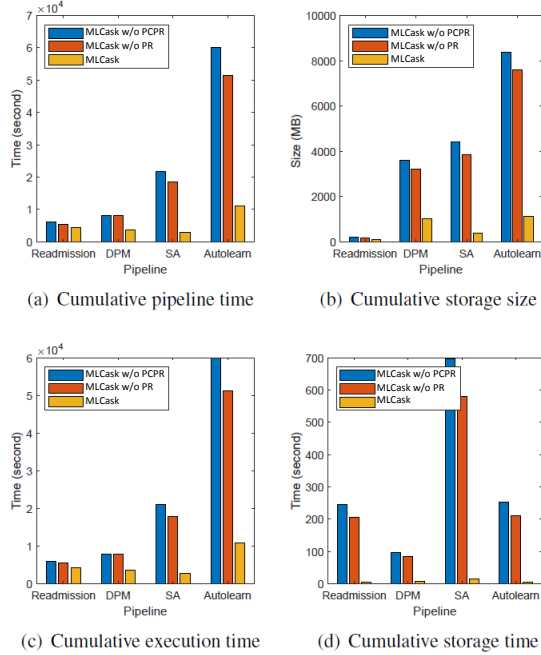 7 ×10⁴
MLCask w/o PCPR
MLCask w/o PR
MLCask
6
5
4
3
2
1
0
Time (second)
Readmission DPM SA Autolearn
Pipeline
(a) Cumulative pipeline time
10000
MLCask w/o PCPR
MLCask w/o PR
MLCask
8000
6000
4000
2000
0
Size (MB)
Readmission DPM SA Autolearn
Pipeline
(b) Cumulative storage size
6 ×10⁴
MLCask w/o PCPR
MLCask w/o PR
MLCask
5
4
3
2
1
0
Time (second)
Readmission DPM SA Autolearn
Pipeline
(c) Cumulative execution time
700
MLCask w/o PCPR
MLCask w/o PR
MLCask
600
500
400
300
200
100
0
Time (second)
Readmission DPM SA Autolearn
Pipeline
(d) Cumulative storage time